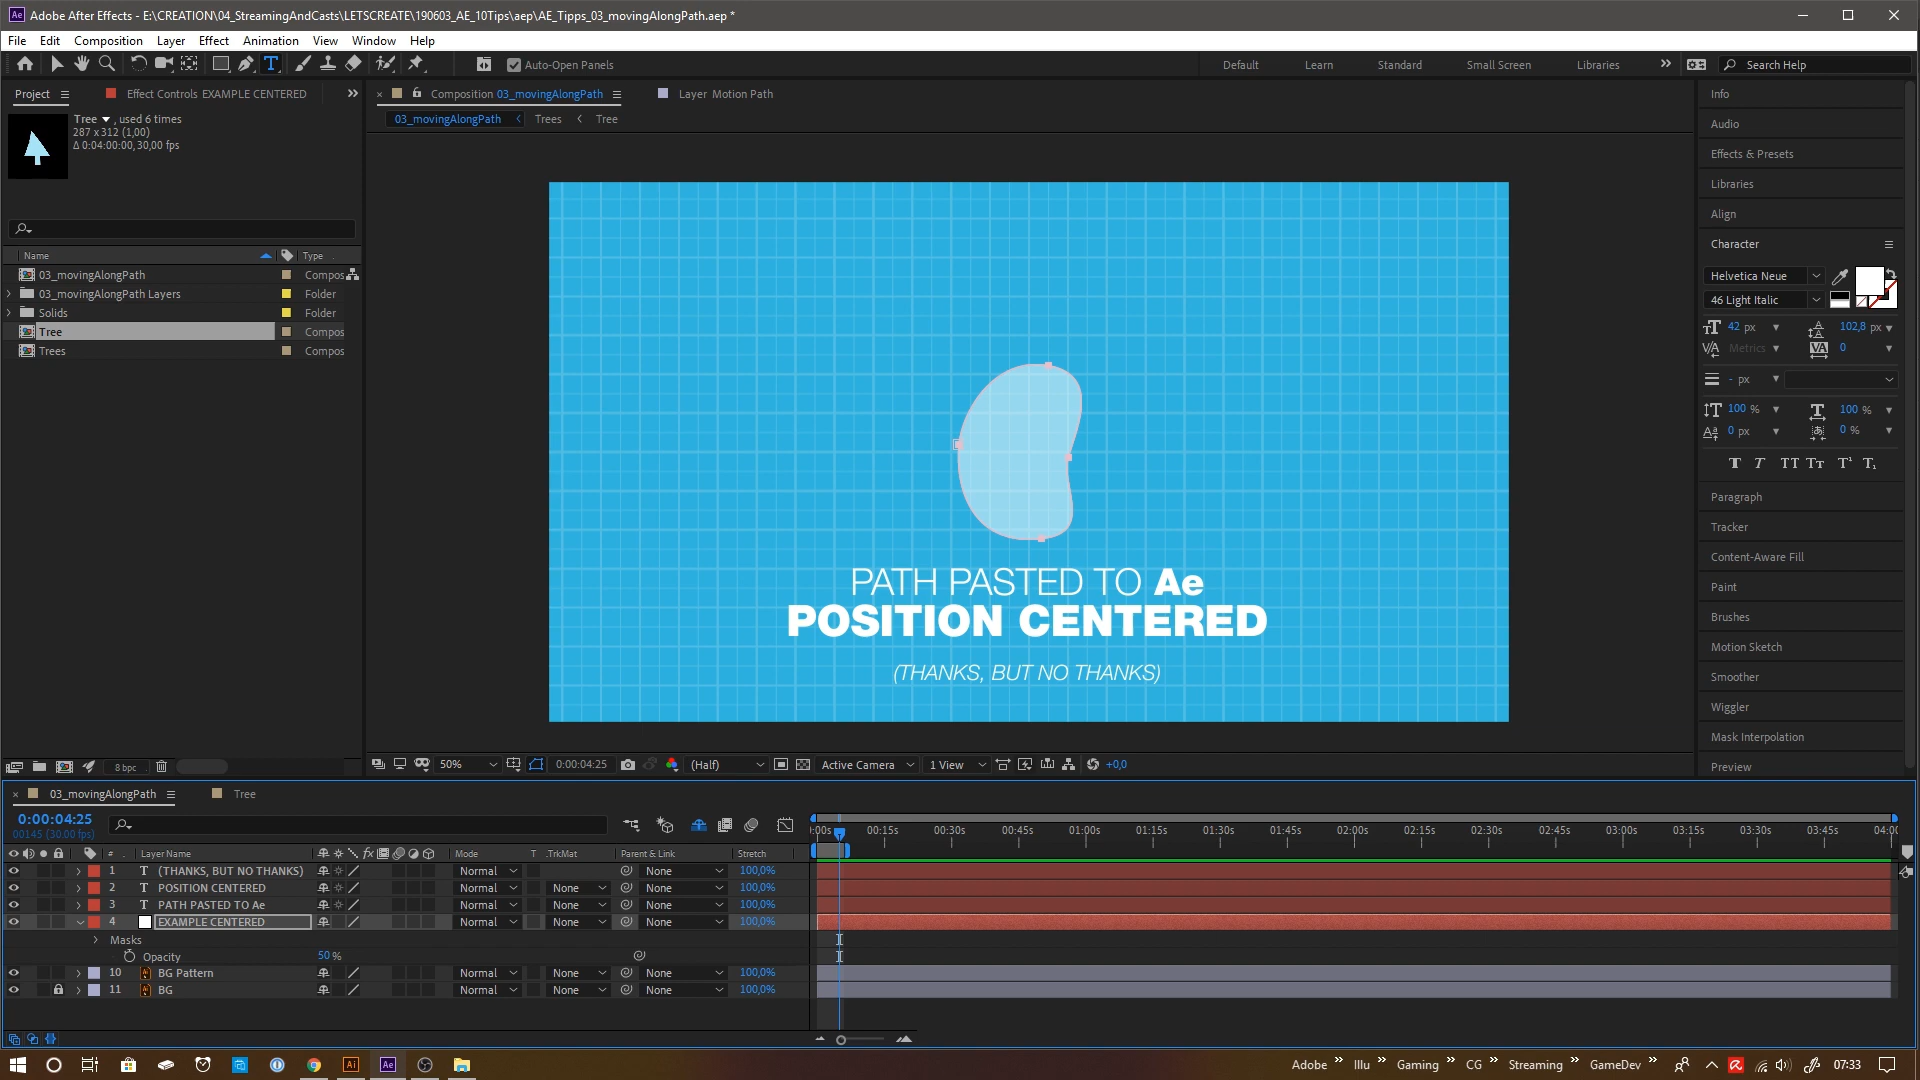 Adobe After Effects - E:\CREATION\04_StreamingAndCasts\LETSCREATE\190603_AE_10Tips\aep\AE_Tipps_03_movingAlongPath.aep *
File Edit Composition Layer Effect Animation View Window Help
Auto-Open Panels
Default Learn Standard Small Screen Libraries Search Help
Project
Effect Controls EXAMPLE CENTERED
Tree , used 6 times
287 x 312 (1,00)
Δ 0:04:00:00, 30,00 fps
Name Type
03_movingAlongPath Compos
03_movingAlongPath Layers Folder
Solids Folder
Tree Compos
Trees Compos
8 bpc
Composition 03_movingAlongPath
Layer Motion Path
03_movingAlongPath Trees Tree
PATH PASTED TO Ae
POSITION CENTERED
(THANKS, BUT NO THANKS)
50% 0:00:04:25 (Half) Active Camera 1 View +0,0
Info
Audio
Effects & Presets
Libraries
Align
Character
Helvetica Neue
46 Light Italic
42 px 102,8 px
Metrics 0
- px
100 % 100 %
0 px 0 %
T T TT Tт T¹ T₁
Paragraph
Tracker
Content-Aware Fill
Paint
Brushes
Motion Sketch
Smoother
Wiggler
Mask Interpolation
Preview
03_movingAlongPath Tree
0:00:04:25
00145 (30.00 fps)
:00s 00:15s 00:30s 00:45s 01:00s 01:15s 01:30s 01:45s 02:00s 02:15s 02:30s 02:45s 03:00s 03:15s 03:30s 03:45s 04:00
# Layer Name fx Mode T .TrkMat Parent & Link Stretch
1 T (THANKS, BUT NO THANKS) Normal None 100,0%
2 T POSITION CENTERED Normal None None 100,0%
3 T PATH PASTED TO Ae Normal None None 100,0%
4 EXAMPLE CENTERED Normal None None 100,0%
Masks
Opacity 50 %
10 BG Pattern Normal None None 100,0%
11 BG Normal None None 100,0%
Ai Ae
Adobe Illu Gaming CG Streaming GameDev 07:33